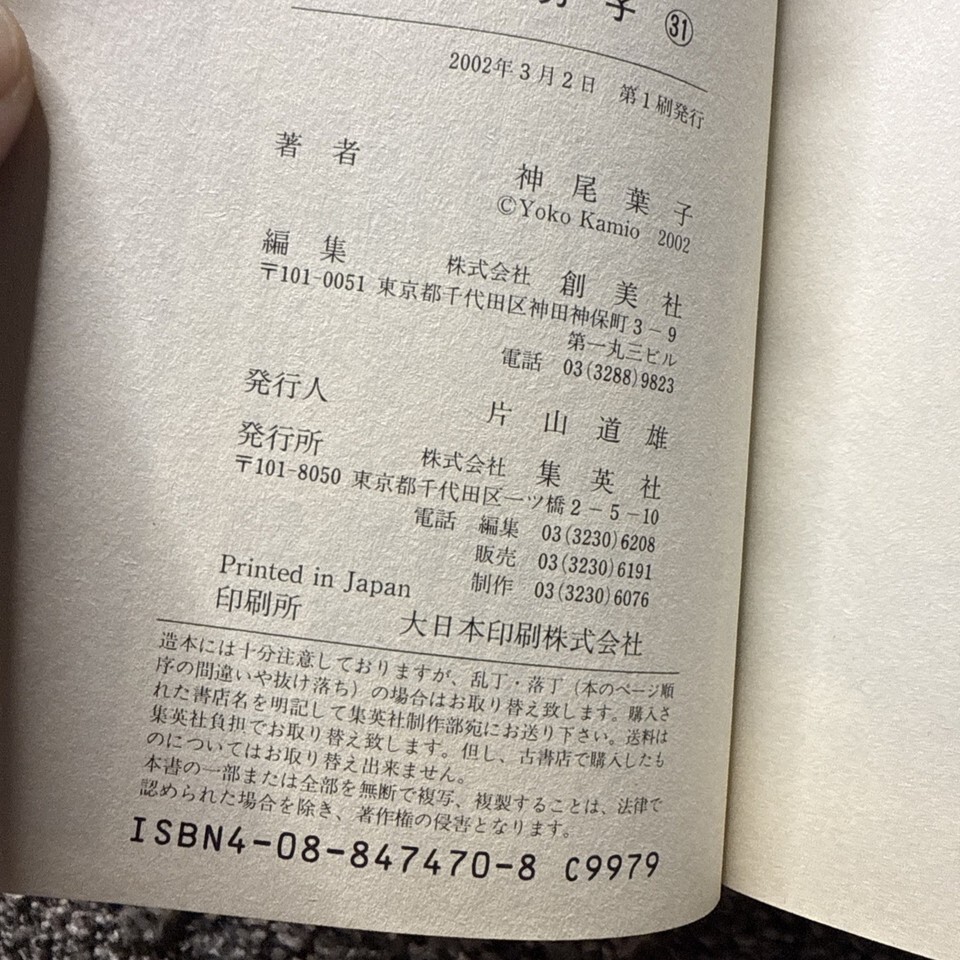 男 子 ㉛
2002年3月2日 第1刷発行
著 者 神 尾 葉 子
©Yoko Kamio 2002
編 集 株式会社 創 美 社
〒101-0051 東京都千代田区神田神保町3-9
第一丸三ビル
電話 03(3288)9823
発行人 片 山 道 雄
発行所 株式会社 集 英 社
〒101-8050 東京都千代田区一ツ橋2-5-10
電話 編集 03(3230)6208
販売 03(3230)6191
制作 03(3230)6076
Printed in Japan
印刷所 大日本印刷株式会社
造本には十分注意しておりますが、乱丁・落丁(本のページ順
序の間違いや抜け落ち)の場合はお取り替え致します。購入さ
れた書店名を明記して集英社制作部宛にお送り下さい。送料は
集英社負担でお取り替え致します。但し、古書店で購入したも
のについてはお取り替え出来ません。
本書の一部または全部を無断で複写、複製することは、法律で
認められた場合を除き、著作権の侵害となります。
ISBN4-08-847470-8 C9979